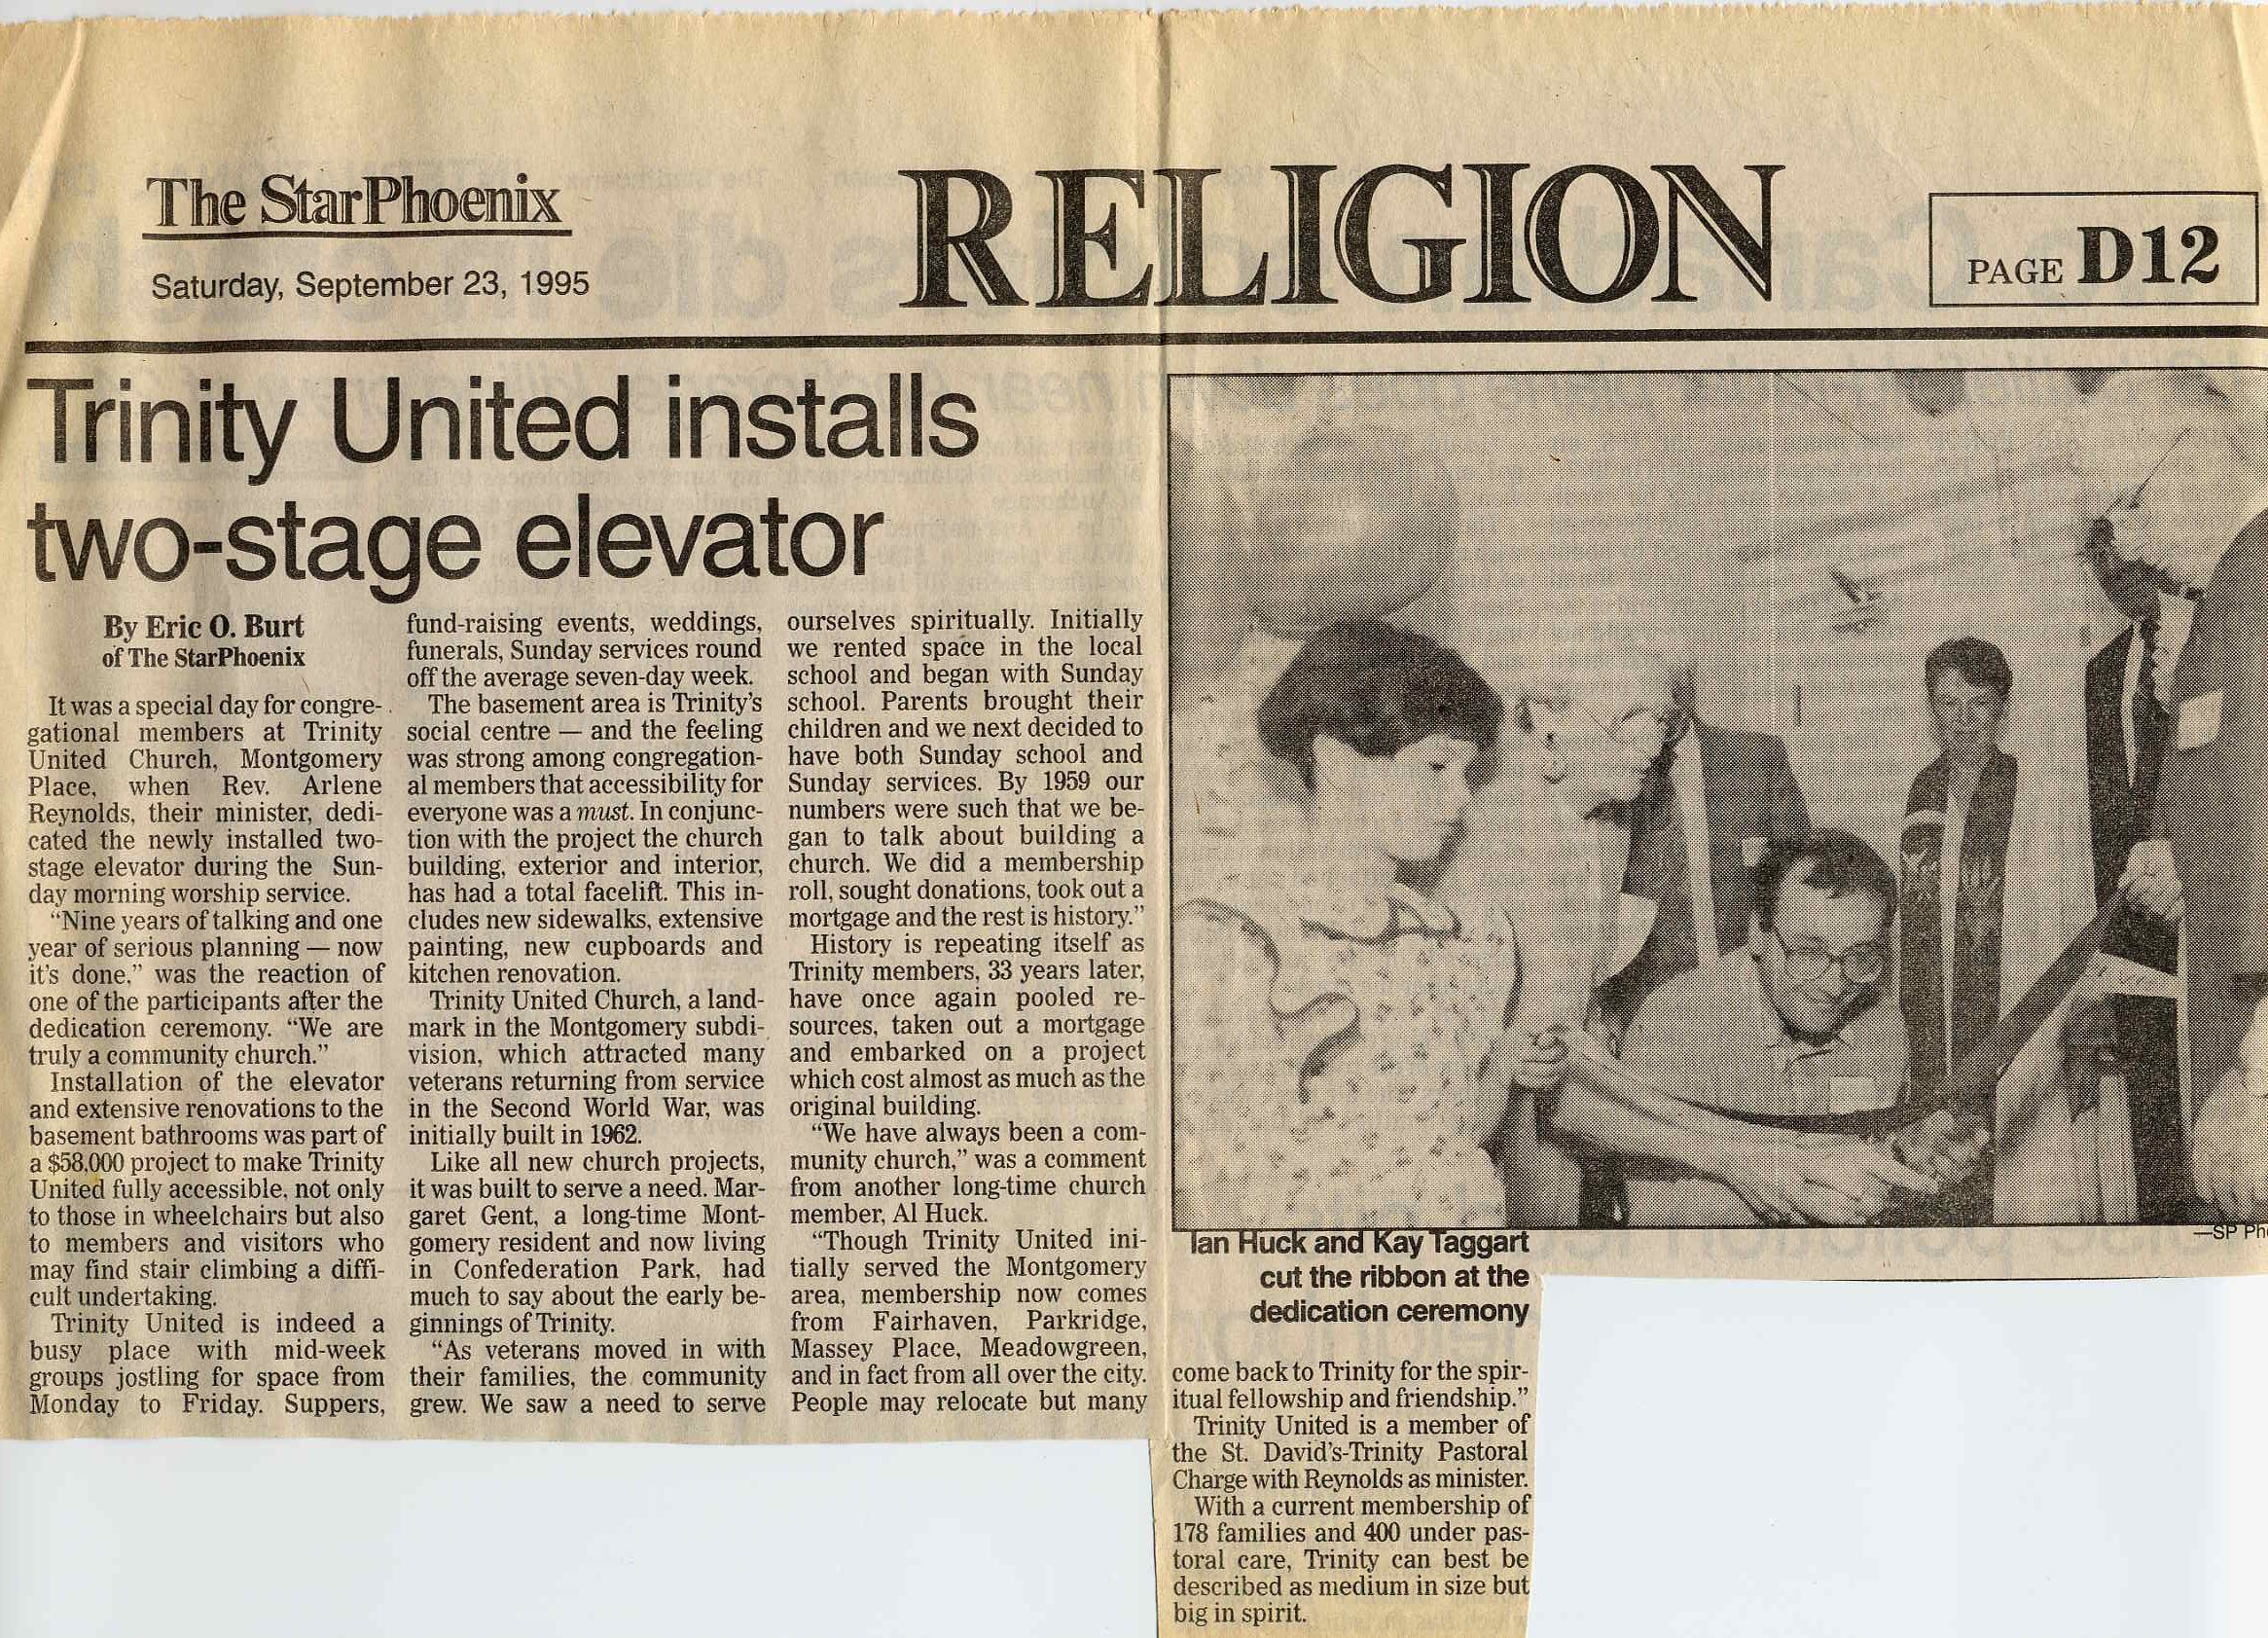 The StarPhoenix
Saturday, September 23, 1995
RELIGION
PAGE D12
Trinity United installs
two-stage elevator
By Eric O. Burt
of The StarPhoenix
It was a special day for congre-
gational members at Trinity
United Church, Montgomery
Place, when Rev. Arlene
Reynolds, their minister, dedi-
cated the newly installed two-
stage elevator during the Sun-
day morning worship service.
“Nine years of talking and one
year of serious planning — now
it's done,” was the reaction of
one of the participants after the
dedication ceremony. “We are
truly a community church.”
Installation of the elevator
and extensive renovations to the
basement bathrooms was part of
a $58,000 project to make Trinity
United fully accessible, not only
to those in wheelchairs but also
to members and visitors who
may find stair climbing a diffi-
cult undertaking.
Trinity United is indeed a
busy place with mid-week
groups jostling for space from
Monday to Friday. Suppers,
fund-raising events, weddings,
funerals, Sunday services round
off the average seven-day week.
The basement area is Trinity's
social centre — and the feeling
was strong among congregation-
al members that accessibility for
everyone was a must. In conjunc-
tion with the project the church
building, exterior and interior,
has had a total facelift. This in-
cludes new sidewalks, extensive
painting, new cupboards and
kitchen renovation.
Trinity United Church, a land-
mark in the Montgomery subdi-
vision, which attracted many
veterans returning from service
in the Second World War, was
initially built in 1962.
Like all new church projects,
it was built to serve a need. Mar-
garet Gent, a long-time Mont-
gomery resident and now living
in Confederation Park, had
much to say about the early be-
ginnings of Trinity.
“As veterans moved in with
their families, the community
grew. We saw a need to serve
ourselves spiritually. Initially
we rented space in the local
school and began with Sunday
school. Parents brought their
children and we next decided to
have both Sunday school and
Sunday services. By 1959 our
numbers were such that we be-
gan to talk about building a
church. We did a membership
roll, sought donations, took out a
mortgage and the rest is history.”
History is repeating itself as
Trinity members, 33 years later,
have once again pooled re-
sources, taken out a mortgage
and embarked on a project
which cost almost as much as the
original building.
“We have always been a com-
munity church,” was a comment
from another long-time church
member, Al Huck.
“Though Trinity United ini-
tially served the Montgomery
area, membership now comes
from Fairhaven, Parkridge,
Massey Place, Meadowgreen,
and in fact from all over the city.
People may relocate but many
—SP Pho
Ian Huck and Kay Taggart
cut the ribbon at the
dedication ceremony
come back to Trinity for the spir-
itual fellowship and friendship.”
Trinity United is a member of
the St. David's-Trinity Pastoral
Charge with Reynolds as minister.
With a current membership of
178 families and 400 under pas-
toral care, Trinity can best be
described as medium in size but
big in spirit.